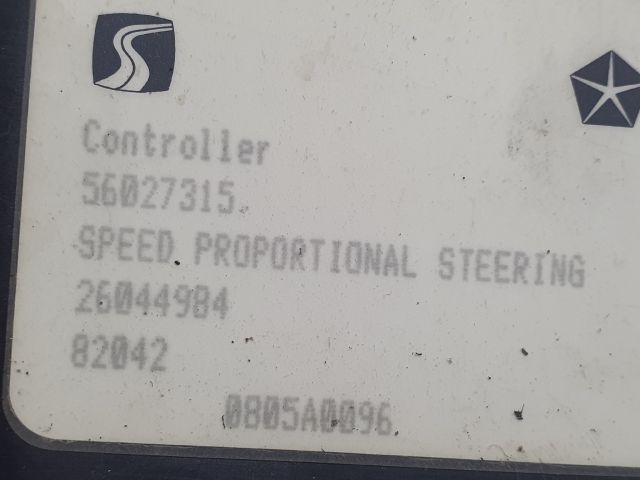 Controller
56027315
SPEED PROPORTIONAL STEERING
26044984
82042
0805A0096